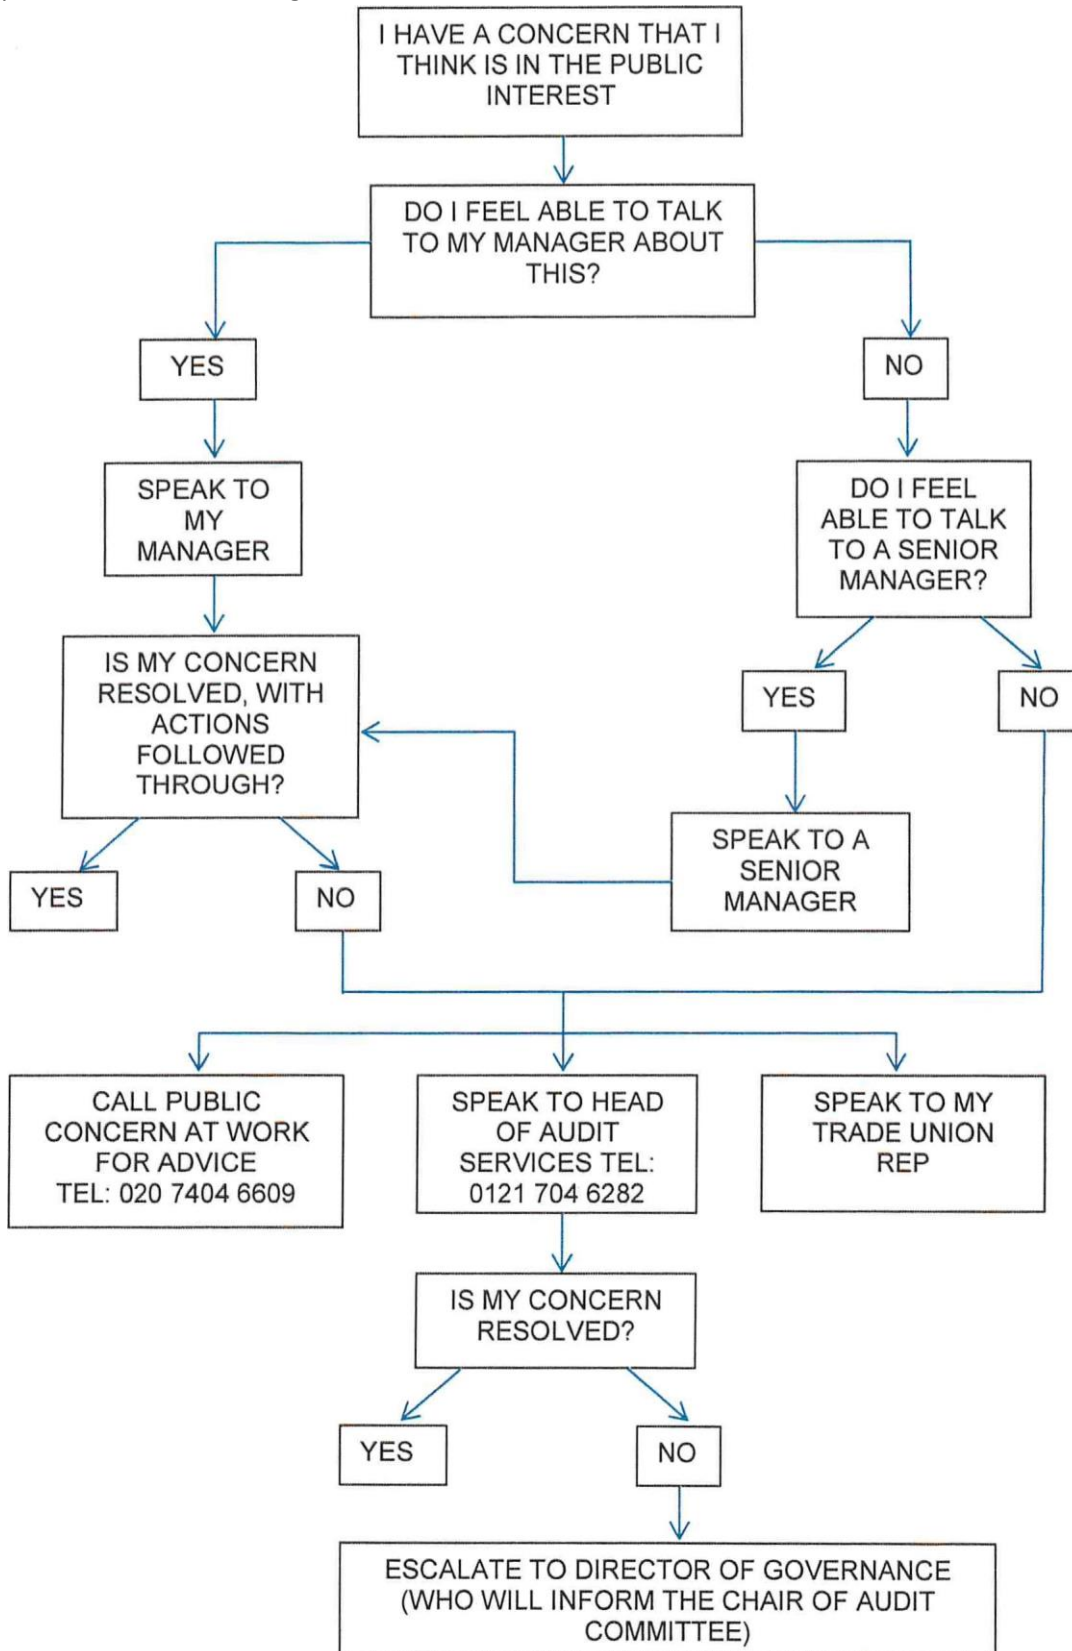 I HAVE A CONCERN THAT I
THINK IS IN THE PUBLIC
INTEREST
DO I FEEL ABLE TO TALK
TO MY MANAGER ABOUT
THIS?
YES
NO
SPEAK TO
MY
MANAGER
DO I FEEL
ABLE TO TALK
TO A SENIOR
MANAGER?
IS MY CONCERN
RESOLVED, WITH
ACTIONS
FOLLOWED
THROUGH?
YES
NO
YES
NO
SPEAK TO A
SENIOR
MANAGER
CALL PUBLIC
CONCERN AT WORK
FOR ADVICE
TEL: 020 7404 6609
SPEAK TO HEAD
OF AUDIT
SERVICES TEL:
0121 704 6282
SPEAK TO MY
TRADE UNION
REP
IS MY CONCERN
RESOLVED?
YES
NO
ESCALATE TO DIRECTOR OF GOVERNANCE
(WHO WILL INFORM THE CHAIR OF AUDIT
COMMITTEE)